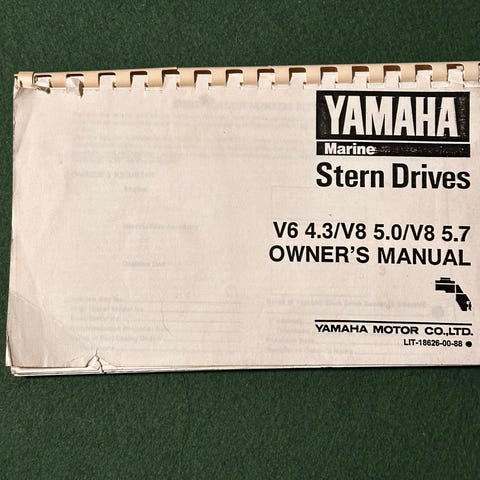 YAMAHA
Marine
Stern Drives
V6 4.3/V8 5.0/V8 5.7
OWNER'S MANUAL
YAMAHA MOTOR CO.,LTD.
LIT-18626-00-88